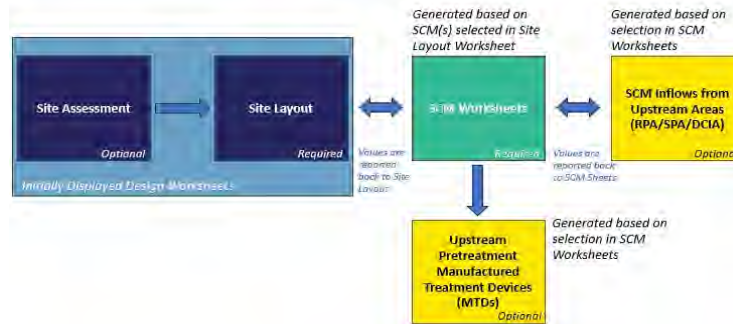 Generated based on
SCM(s) selected in Site
Layout Worksheet
Generated based on
selection in SCM
Worksheets
Site Assessment
Optional
Site Layout
Required
Initially Displayed Design Worksheets
Values are
reported
back to Site
Layout
SCM Worksheets
Required
Values are
reported back
to SCM Sheets
SCM Inflows from
Upstream Areas
(RPA/SPA/DCIA)
Optional
Upstream
Pretreatment
Manufactured
Treatment Devices
(MTDs)
Optional
Generated based on
selection in SCM
Worksheets